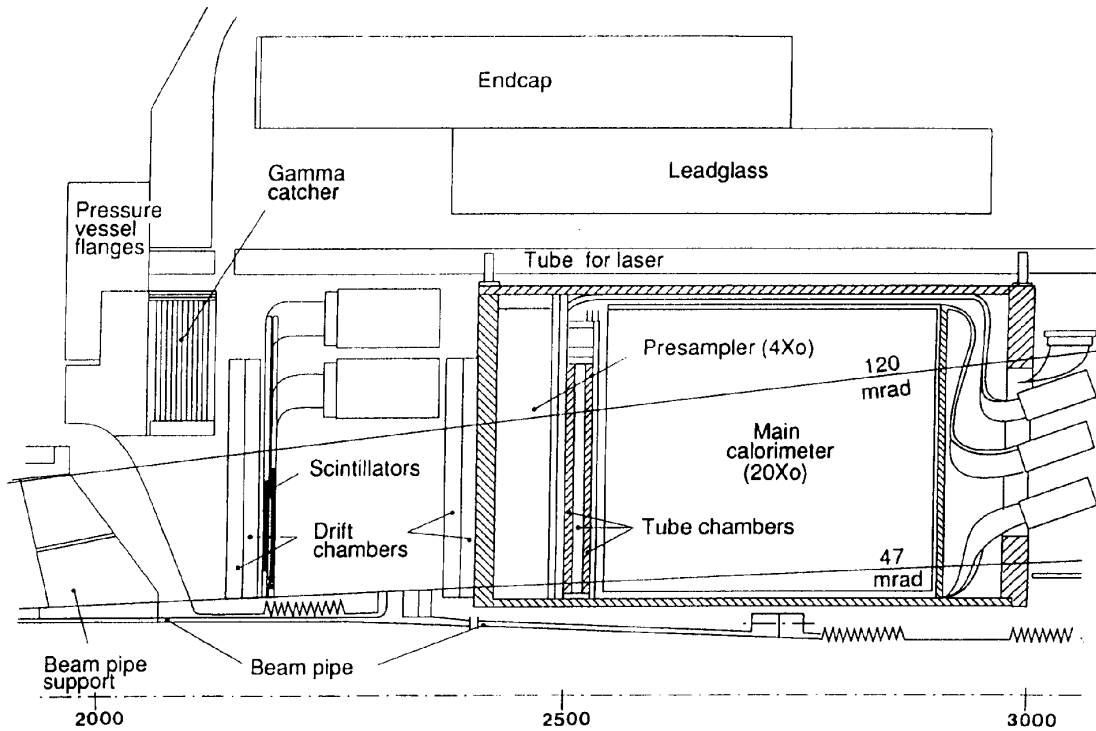 Endcap
Leadglass
Gamma
catcher
Pressure
vessel
flanges
Tube for laser
Presampler (4Xo)
120
mrad
Main
calorimeter
(20Xo)
Scintillators
Drift
chambers
Tube chambers
47
mrad
Beam pipe
support
Beam pipe
2000
2500
3000